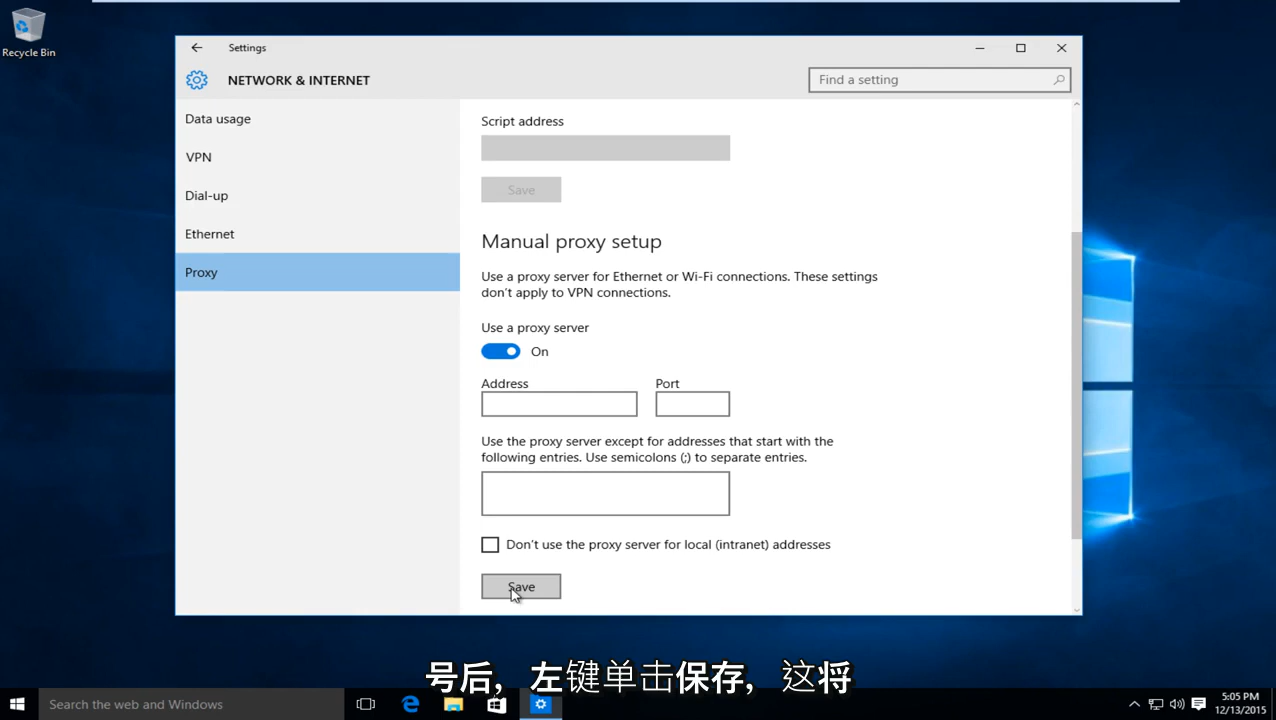 Recycle Bin
Settings
NETWORK & INTERNET
Find a setting
Data usage
VPN
Dial-up
Ethernet
Proxy
Script address
Save
Manual proxy setup
Use a proxy server for Ethernet or Wi-Fi connections. These settings
don't apply to VPN connections.
Use a proxy server
On
Address Port
Use the proxy server except for addresses that start with the
following entries. Use semicolons (;) to separate entries.
Don't use the proxy server for local (intranet) addresses
Save
号后，左键单击保存，这将
Search the web and Windows
5:05 PM
12/13/2015